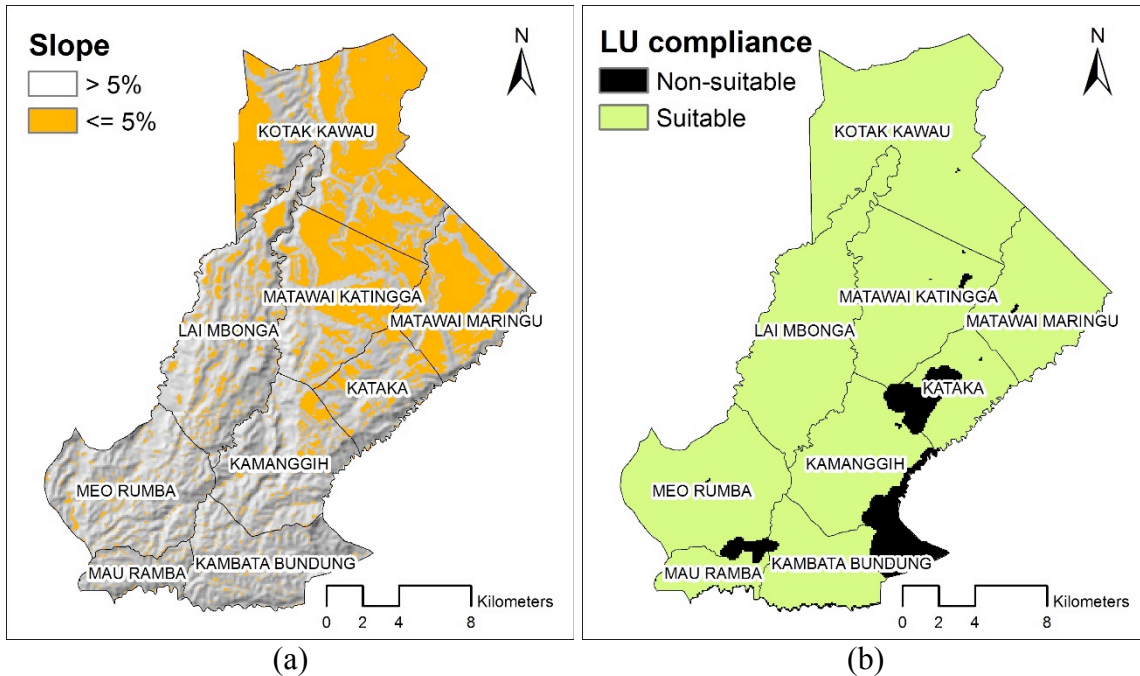 Slope
> 5%
<= 5%
N
KOTAK KAWAU
MATAWAI KATINGGA
LAI MBONGA
MATAWAI MARINGU
KATAKA
KAMANGGIH
MEO RUMBA
KAMBATA BUNDUNG
MAU RAMBA
Kilometers
0 2 4 8
(a)
LU compliance
Non-suitable
Suitable
N
KOTAK KAWAU
MATAWAI KATINGGA
MATAWAI MARINGU
LAI MBONGA
KATAKA
KAMANGGIH
MEO RUMBA
KAMBATA BUNDUNG
MAU RAMBA
Kilometers
0 2 4 8
(b)